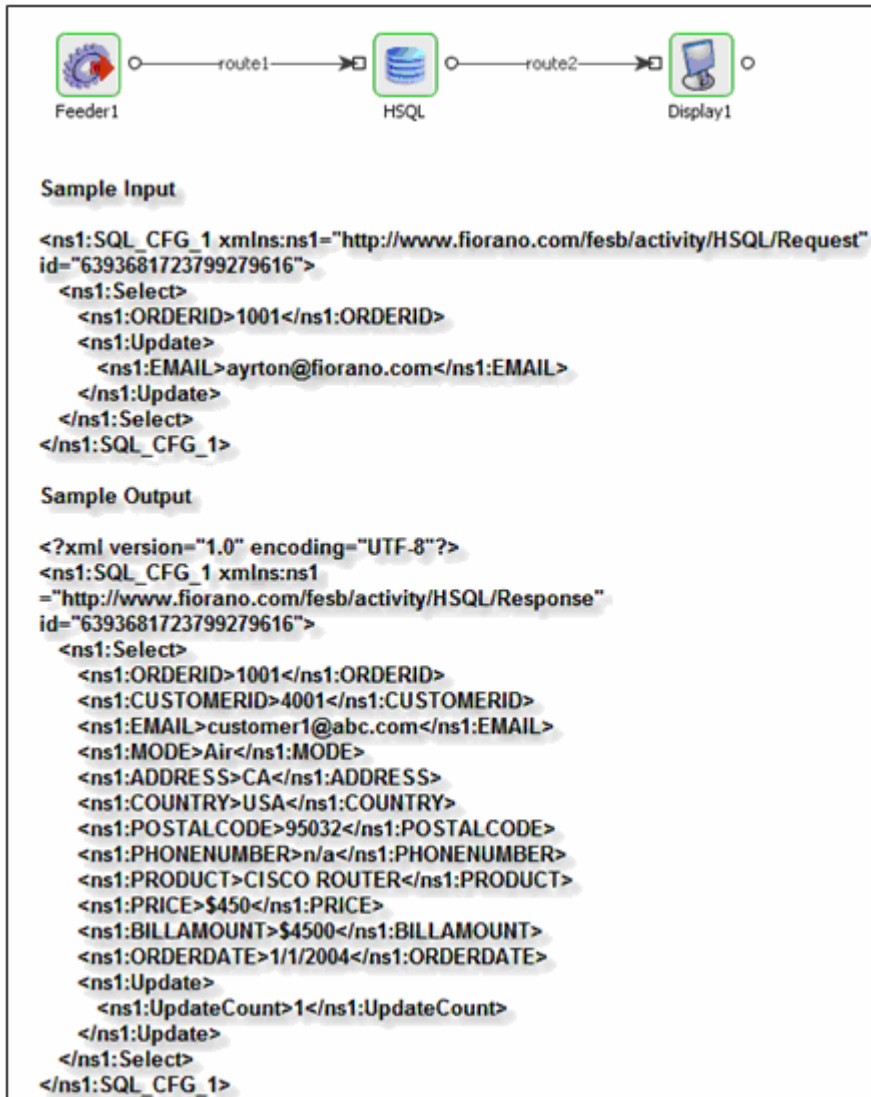 route1 route2
Feeder1 HSQL Display1
Sample Input
<ns1:SQL_CFG_1 xmlns:ns1="http://www.fiorano.com/fesb/activity/HSQL/Request"
id="6393681723799279616">
<ns1:Select>
<ns1:ORDERID>1001</ns1:ORDERID>
<ns1:Update>
<ns1:EMAIL>ayrton@fiorano.com</ns1:EMAIL>
</ns1:Update>
</ns1:Select>
</ns1:SQL_CFG_1>
Sample Output
<?xml version="1.0" encoding="UTF-8"?>
<ns1:SQL_CFG_1 xmlns:ns1
="http://www.fiorano.com/fesb/activity/HSQL/Response"
id="6393681723799279616">
<ns1:Select>
<ns1:ORDERID>1001</ns1:ORDERID>
<ns1:CUSTOMERID>4001</ns1:CUSTOMERID>
<ns1:EMAIL>customer1@abc.com</ns1:EMAIL>
<ns1:MODE>Air</ns1:MODE>
<ns1:ADDRESS>CA</ns1:ADDRESS>
<ns1:COUNTRY>USA</ns1:COUNTRY>
<ns1:POSTALCODE>95032</ns1:POSTALCODE>
<ns1:PHONENUMBER>n/a</ns1:PHONENUMBER>
<ns1:PRODUCT>CISCO ROUTER</ns1:PRODUCT>
<ns1:PRICE>$450</ns1:PRICE>
<ns1:BILLAMOUNT>$4500</ns1:BILLAMOUNT>
<ns1:ORDERDATE>1/1/2004</ns1:ORDERDATE>
<ns1:Update>
<ns1:UpdateCount>1</ns1:UpdateCount>
</ns1:Update>
</ns1:Select>
</ns1:SQL_CFG_1>